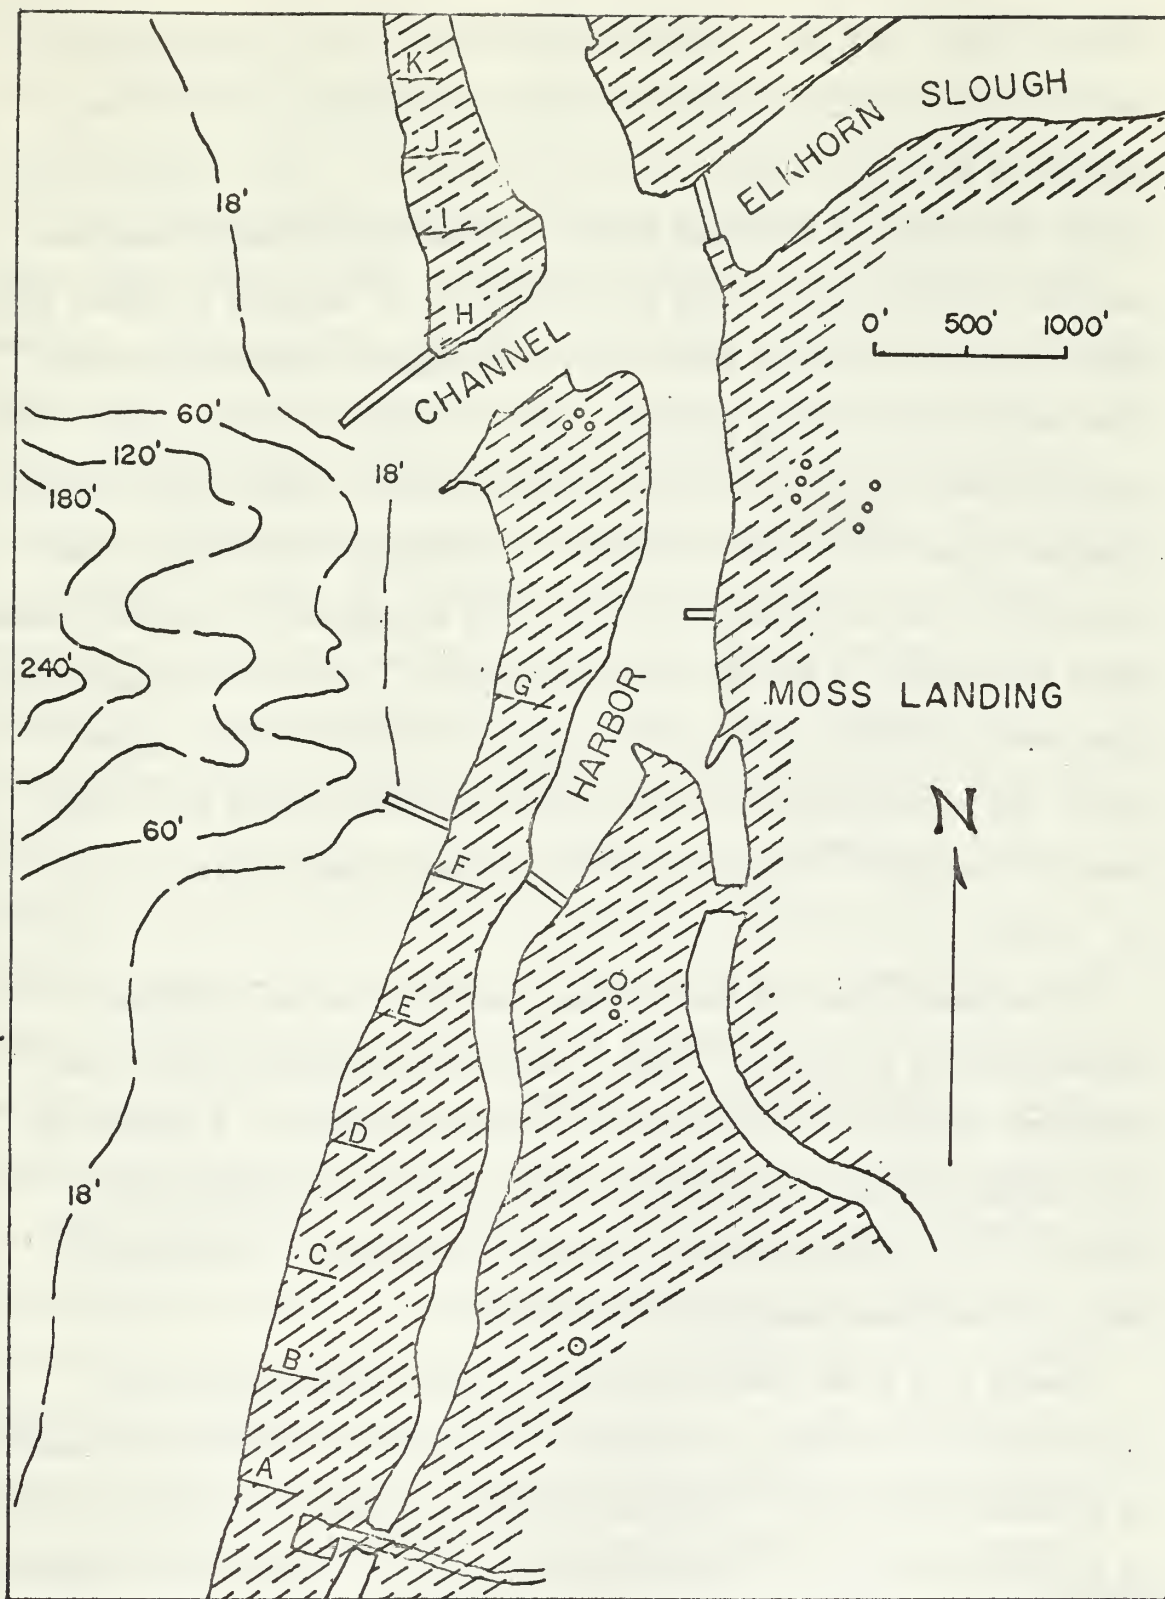 K
SLOUGH
ELKHORN
J
18'
I
H
0' 500' 1000'
CHANNEL
60'
120'
18'
180'
240'
G
MOSS LANDING
HARBOR
N
60'
F
E
D
18'
C
B
A